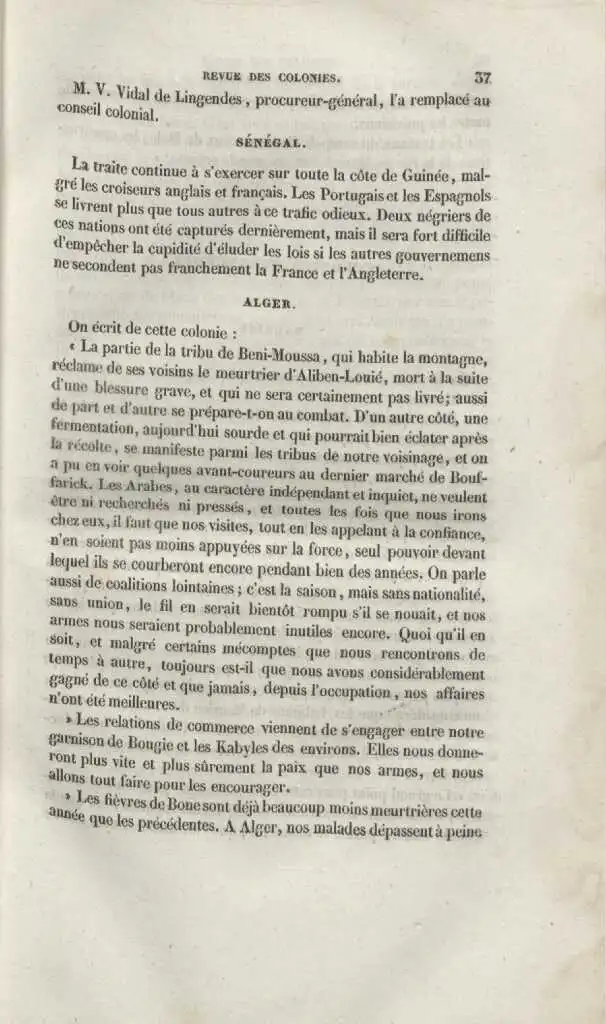 REVUE DES COLONIES. 37
M. V. Vidal de Lingendes, procureur-général, l'a remplacé au
conseil colonial.
SÉNÉGAL.
La traite continue à s'exercer sur toute la côte de Guinée, mal-
gré les croiseurs anglais et français. Les Portugais et les Espagnols
se livrent plus que tous autres à ce trafic odieux. Deux négriers de
ces nations ont été capturés dernièrement, mais il sera fort difficile
d'empêcher la cupidité d'éluder les lois si les autres gouvernemens
ne secondent pas franchement la France et l'Angleterre.
ALGER.
On écrit de cette colonie :
« La partie de la tribu de Beni-Moussa, qui habite la montagne,
réclame de ses voisins le meurtrier d'Aliben-Louié, mort à la suite
d'une blessure grave, et qui ne sera certainement pas livré; aussi
de part et d'autre se prépare-t-on au combat. D'un autre côté, une
fermentation, aujourd'hui sourde et qui pourrait bien éclater après
la récolte, se manifeste parmi les tribus de notre voisinage, et on
a pu en voir quelques avant-coureurs au dernier marché de Bouf-
farick. Les Arabes, au caractère indépendant et inquiet, ne veulent
être ni recherchés ni pressés, et toutes les fois que nous irons
chez eux, il faut que nos visites, tout en les appelant à la confiance,
n'en soient pas moins appuyées sur la force, seul pouvoir devant
lequel ils se courberont encore pendant bien des années. On parle
aussi de coalitions lointaines; c'est la saison, mais sans nationalité,
sans union, le fil en serait bientôt rompu s'il se nouait, et nos
armes nous seraient probablement inutiles encore. Quoi qu'il en
soit, et malgré certains mécomptes que nous rencontrons de
temps à autre, toujours est-il que nous avons considérablement
gagné de ce côté et que jamais, depuis l'occupation, nos affaires
n'ont été meilleures.
» Les relations de commerce viennent de s'engager entre notre
garnison de Bougie et les Kabyles des environs. Elles nous donne-
ront plus vite et plus sûrement la paix que nos armes, et nous
allons tout faire pour les encourager.
» Les fièvres de Bone sont déjà beaucoup moins meurtrières cette
année que les précédentes. A Alger, nos malades dépassent à peine